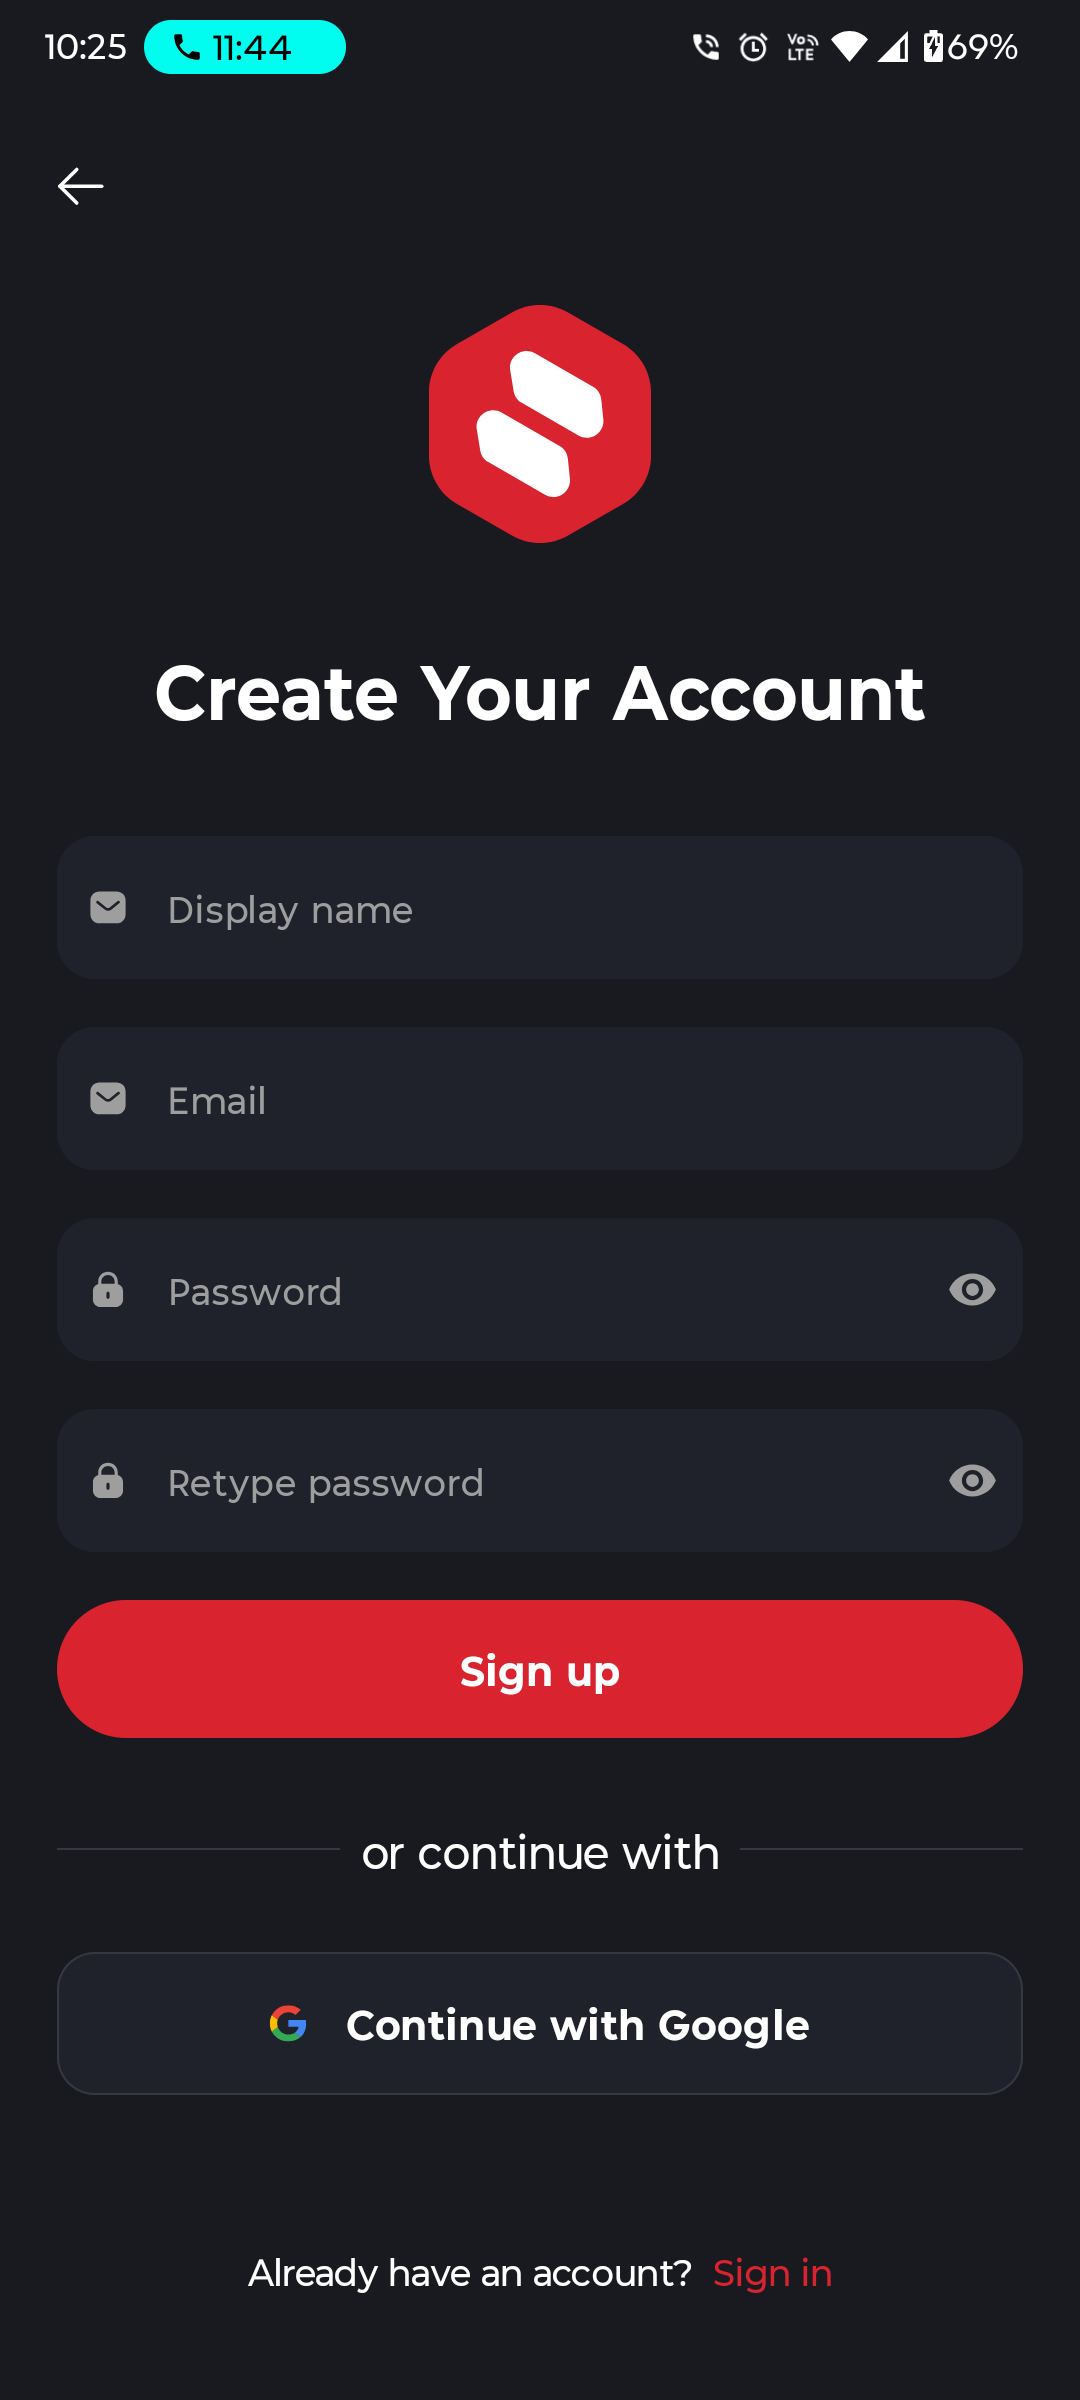 10:25 11:44 Vo LTE 69%
Create Your Account
Display name
Email
Password
Retype password
Sign up
or continue with
Continue with Google
Already have an account? Sign in